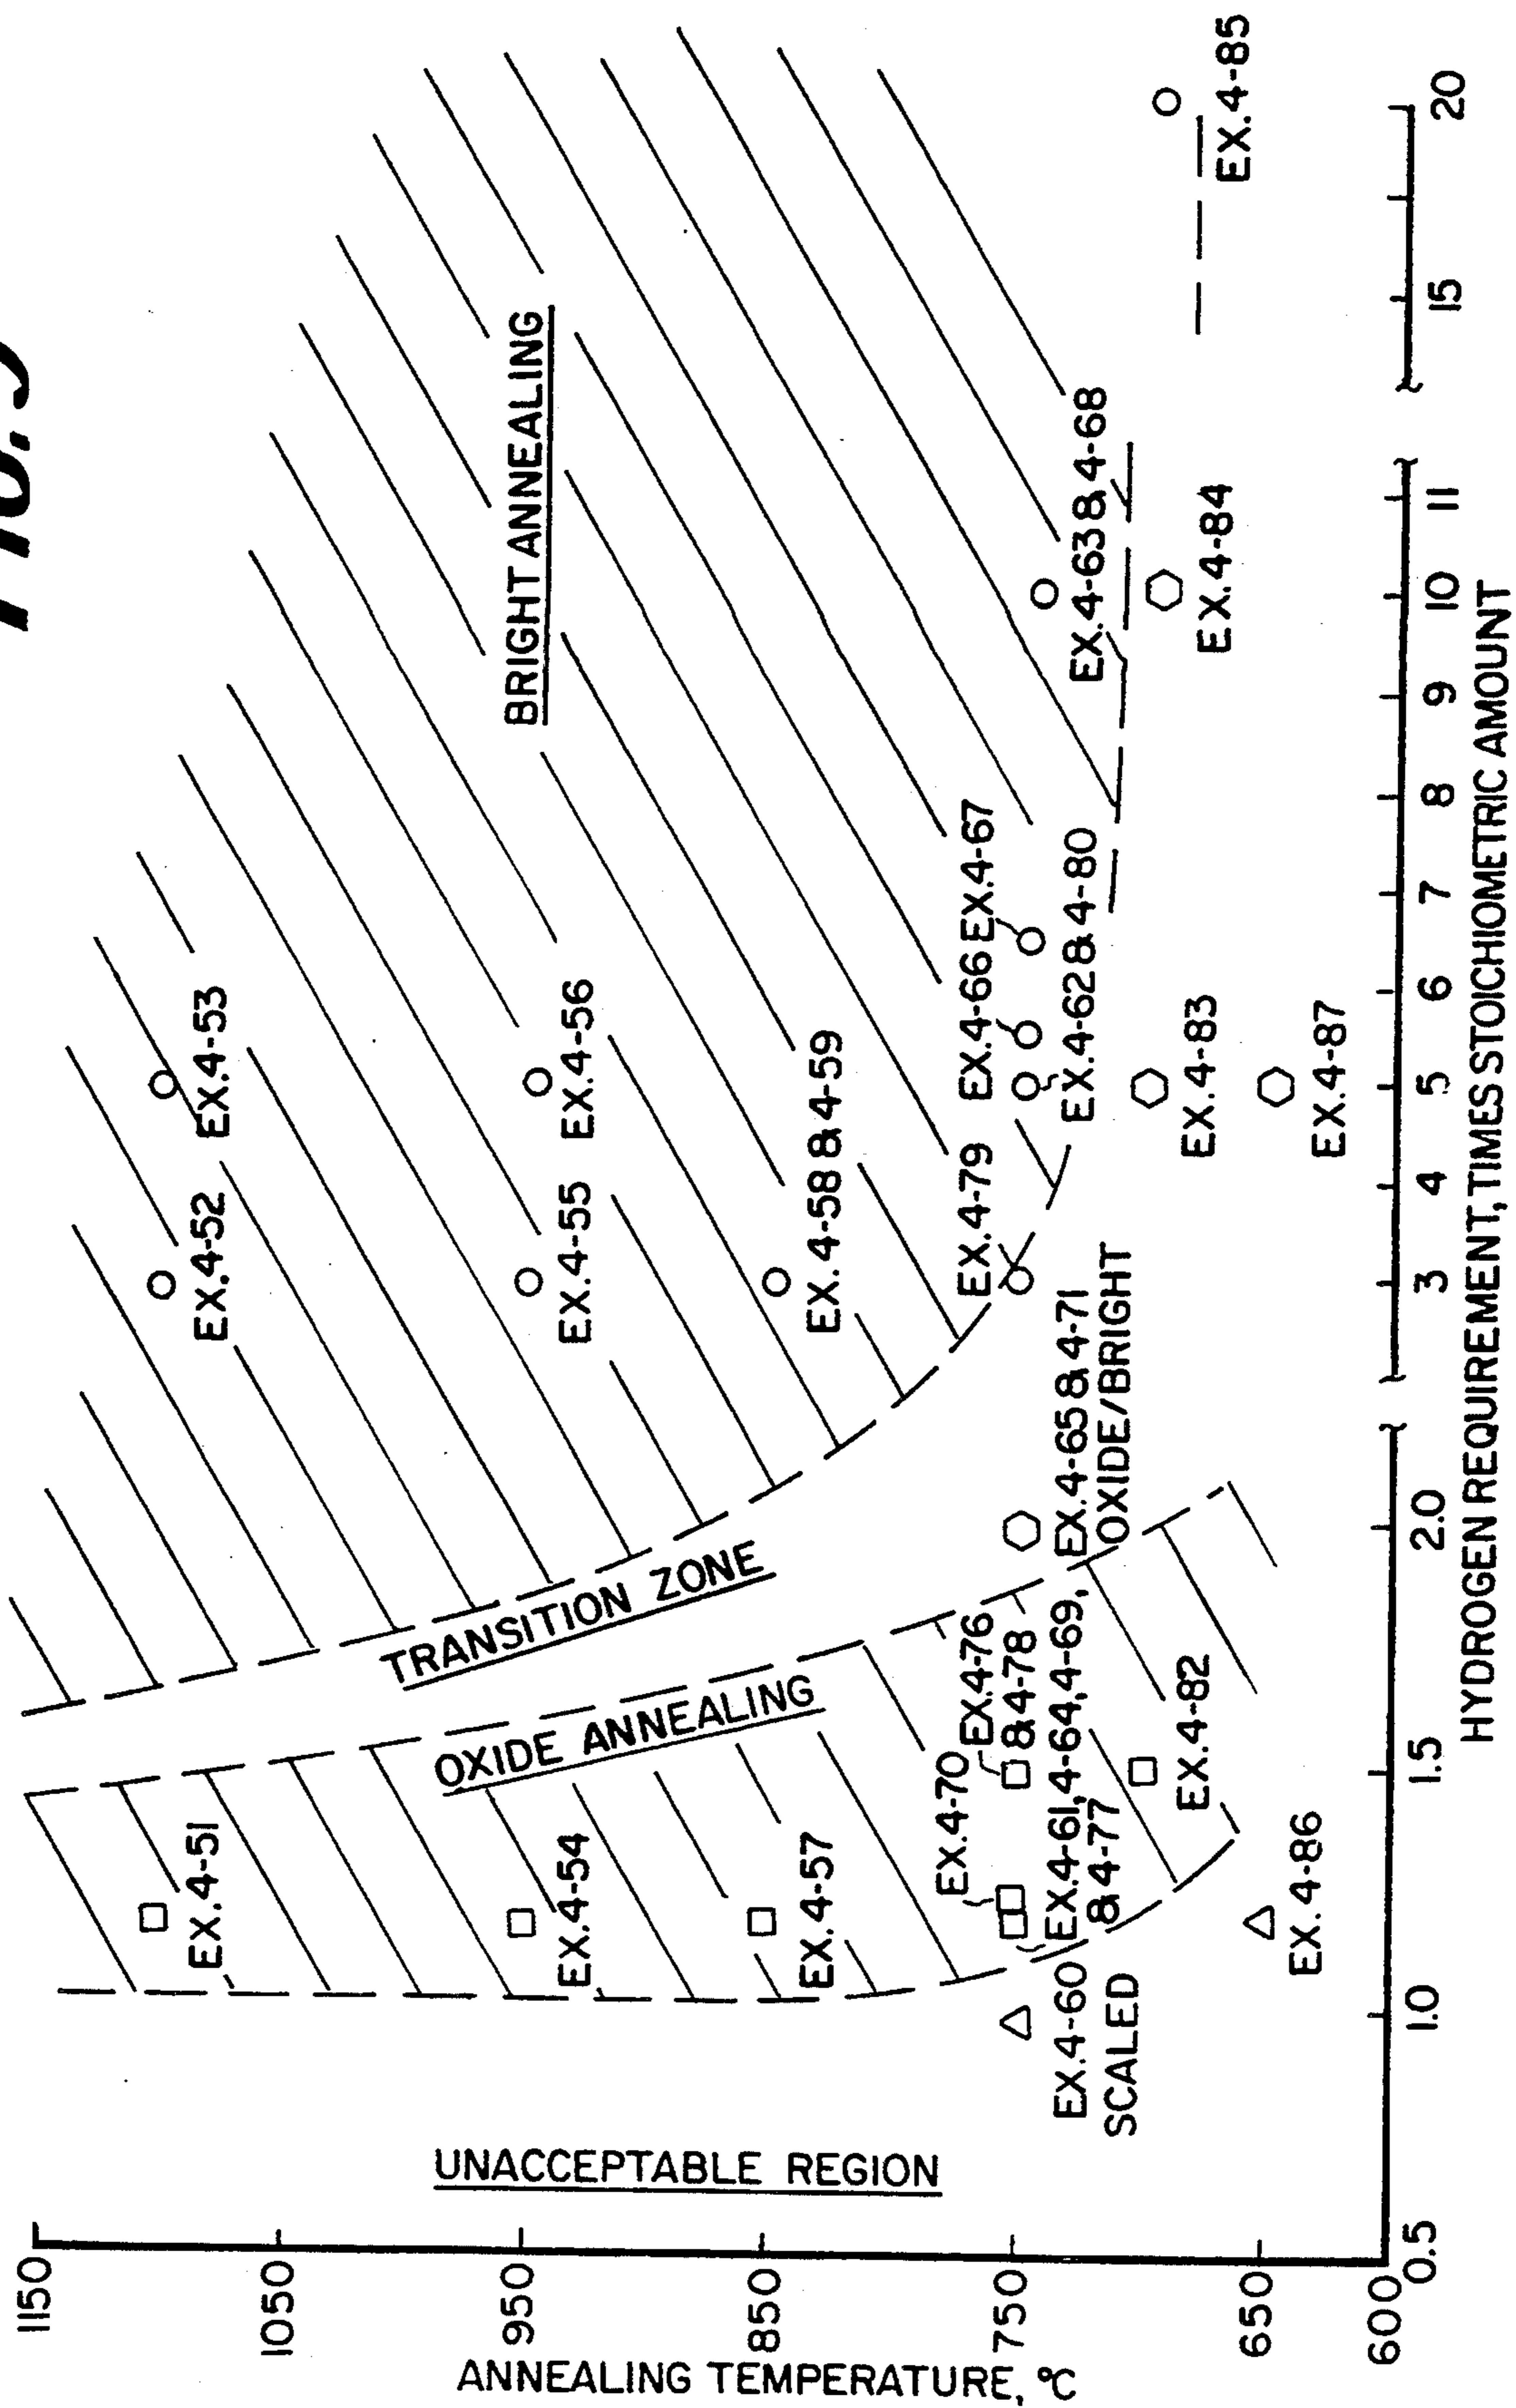 1150
1050
950
850
750
650
600
ANNEALING TEMPERATURE, °C
UNACCEPTABLE REGION
EX.4-51
EX.4-52
EX.4-53
EX.4-54
EX.4-55
EX.4-56
BRIGHT ANNEALING
TRANSITION ZONE
OXIDE ANNEALING
EX.4-57
EX.4-58 & 4-59
EX.4-70
EX.4-76
& 4-78
EX.4-79
EX.4-66
EX.4-67
EX.4-60
SCALED
EX.4-61,4-64,4-69,
& 4-77
EX.4-65 & 4-71
OXIDE/BRIGHT
EX.4-62 & 4-80
EX.4-63 & 4-68
EX.4-82
EX.4-83
EX.4-84
EX.4-85
EX.4-86
EX.4-87
0.5
1.0
1.5
2.0
3
4
5
6
7
8
9
10
11
15
20
HYDROGEN REQUIREMENT, TIMES STOICHIOMETRIC AMOUNT